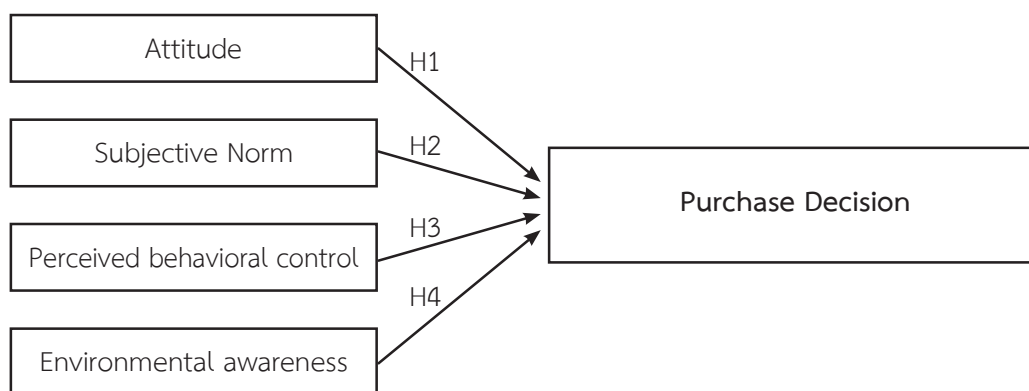 Attitude
H1
Subjective Norm
H2
Purchase Decision
Perceived behavioral control
H3
H4
Environmental awareness